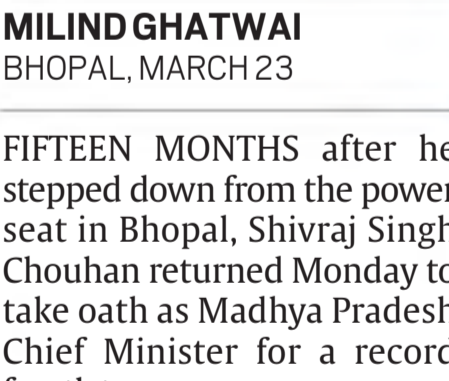 MILIND GHATWAI
BHOPAL, MARCH 23
FIFTEEN MONTHS after he
stepped down from the power
seat in Bhopal, Shivraj Singh
Chouhan returned Monday to
take oath as Madhya Pradesh
Chief Minister for a record